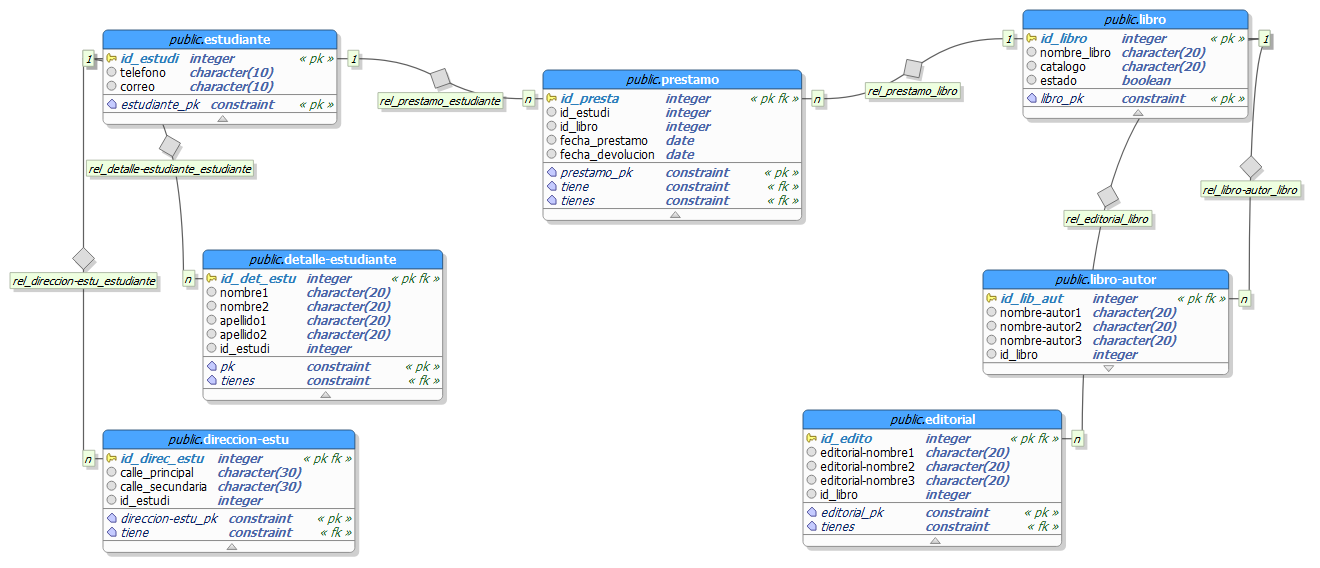 public.estudiante
id_estudi integer « pk »
telefono character(10)
correo character(10)
estudiante_pk constraint « pk »
1
1
rel_prestamo_estudiante
n
public.prestamo
id_presta integer « pk fk »
id_estudi integer
id_libro integer
fecha_prestamo date
fecha_devolucion date
prestamo_pk constraint « pk »
tiene constraint « fk »
tienes constraint « fk »
n
rel_prestamo_libro
1
public.libro
id_libro integer « pk »
nombre_libro character(20)
catalogo character(20)
estado boolean
libro_pk constraint « pk »
1
rel_detalle-estudiante_estudiante
rel_libro-autor_libro
rel_editorial_libro
rel_direccion-estu_estudiante
n
public.detalle-estudiante
id_det_estu integer « pk fk »
nombre1 character(20)
nombre2 character(20)
apellido1 character(20)
apellido2 character(20)
id_estudi integer
pk constraint « pk »
tienes constraint « fk »
public.libro-autor
id_lib_aut integer « pk fk »
nombre-autor1 character(20)
nombre-autor2 character(20)
nombre-autor3 character(20)
id_libro integer
n
n
public.direccion-estu
id_direc_estu integer « pk fk »
calle_principal character(30)
calle_secundaria character(30)
id_estudi integer
direccion-estu_pk constraint « pk »
tiene constraint « fk »
public.editorial
id_edito integer « pk fk »
editorial-nombre1 character(20)
editorial-nombre2 character(20)
editorial-nombre3 character(20)
id_libro integer
editorial_pk constraint « pk »
tienes constraint « fk »
n